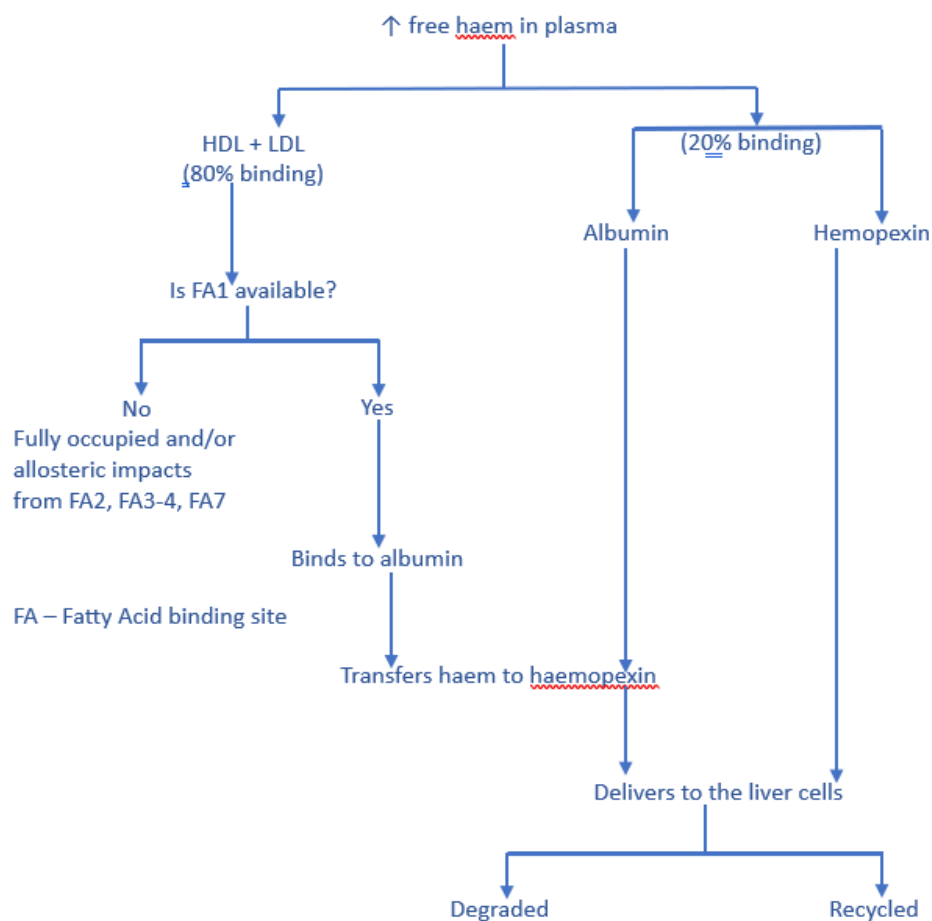 ↑ free haem in plasma
HDL + LDL
(80% binding)
(20% binding)
Albumin
Hemopexin
Is FA1 available?
No
Fully occupied and/or
allosteric impacts
from FA2, FA3-4, FA7
Yes
Binds to albumin
FA – Fatty Acid binding site
Transfers haem to haemopexin
Delivers to the liver cells
Degraded
Recycled